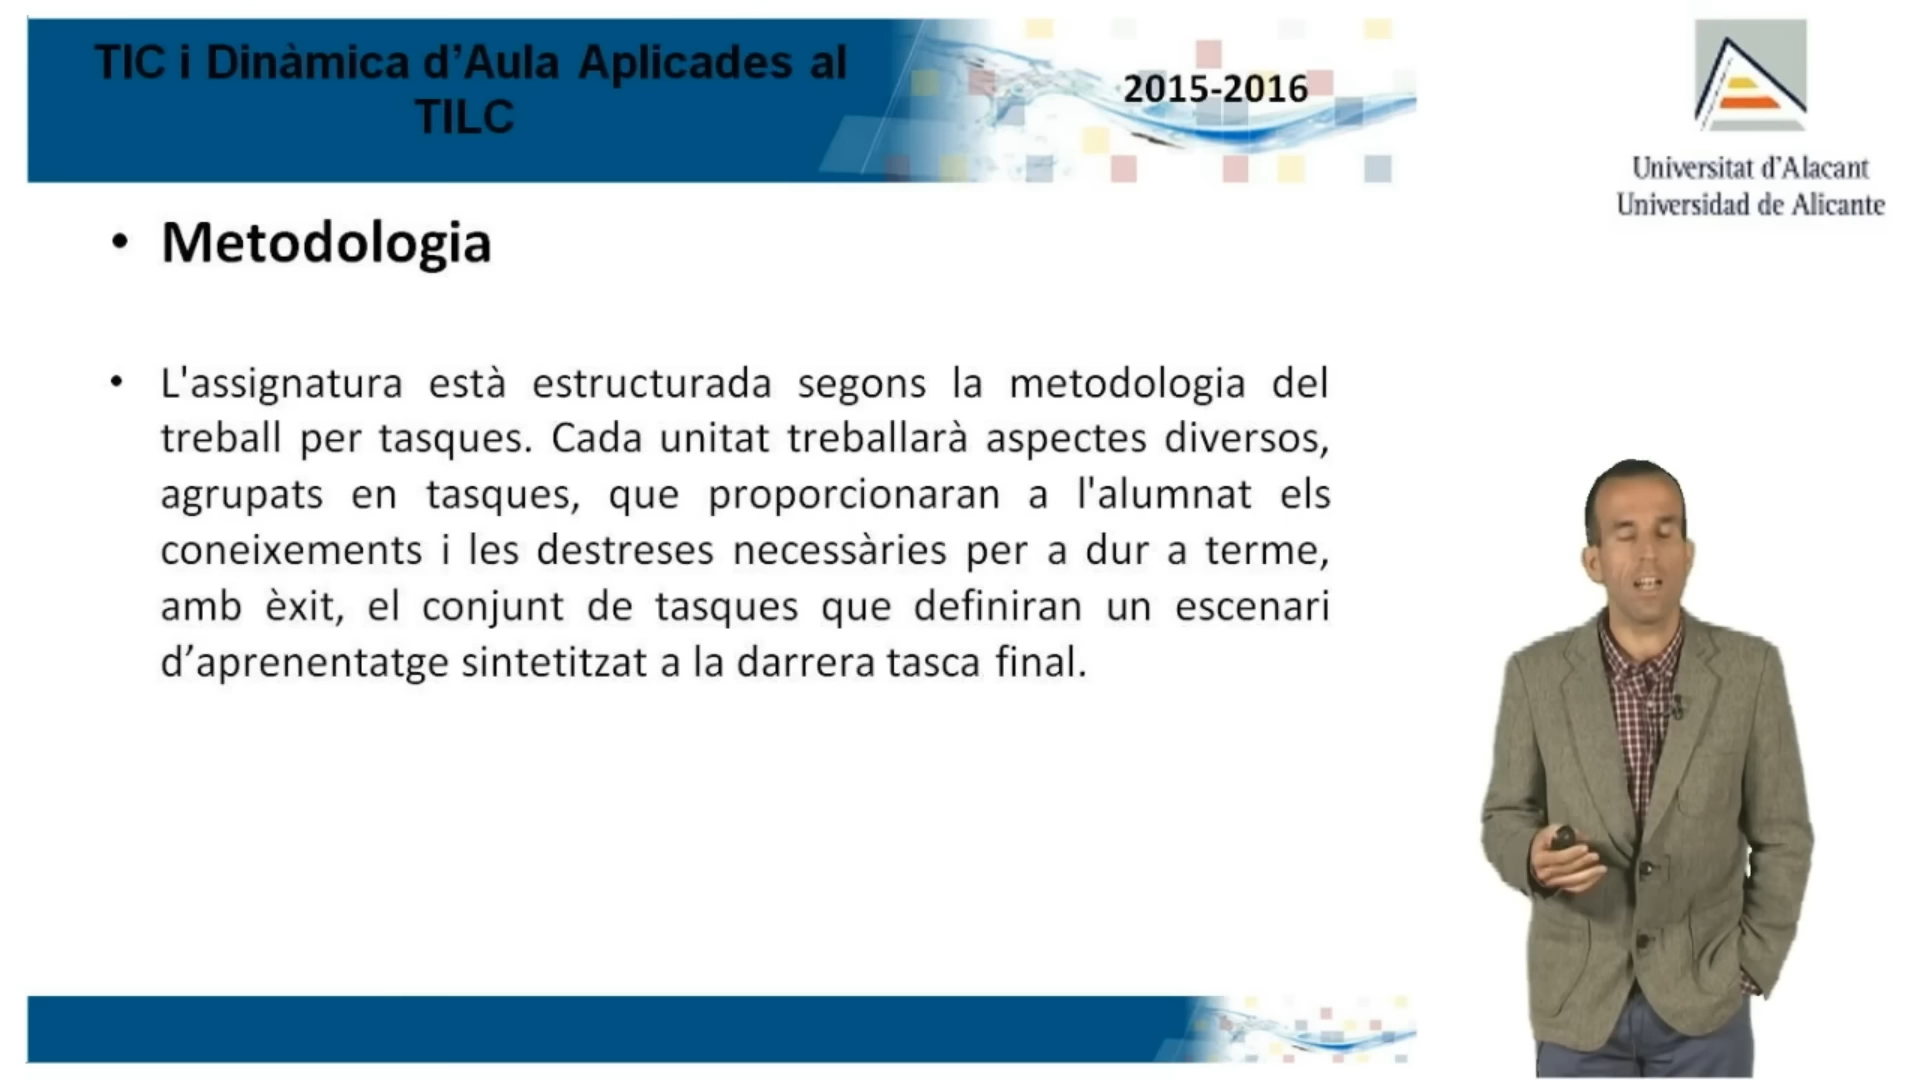 TIC i Dinàmica d’Aula Aplicades al
TILC
2015-2016
Universitat d’Alacant
Universidad de Alicante
• Metodologia
• L'assignatura està estructurada segons la metodologia del
treball per tasques. Cada unitat treballarà aspectes diversos,
agrupats en tasques, que proporcionaran a l'alumnat els
coneixements i les destreses necessàries per a dur a terme,
amb èxit, el conjunt de tasques que definiran un escenari
d’aprenentatge sintetitzat a la darrera tasca final.